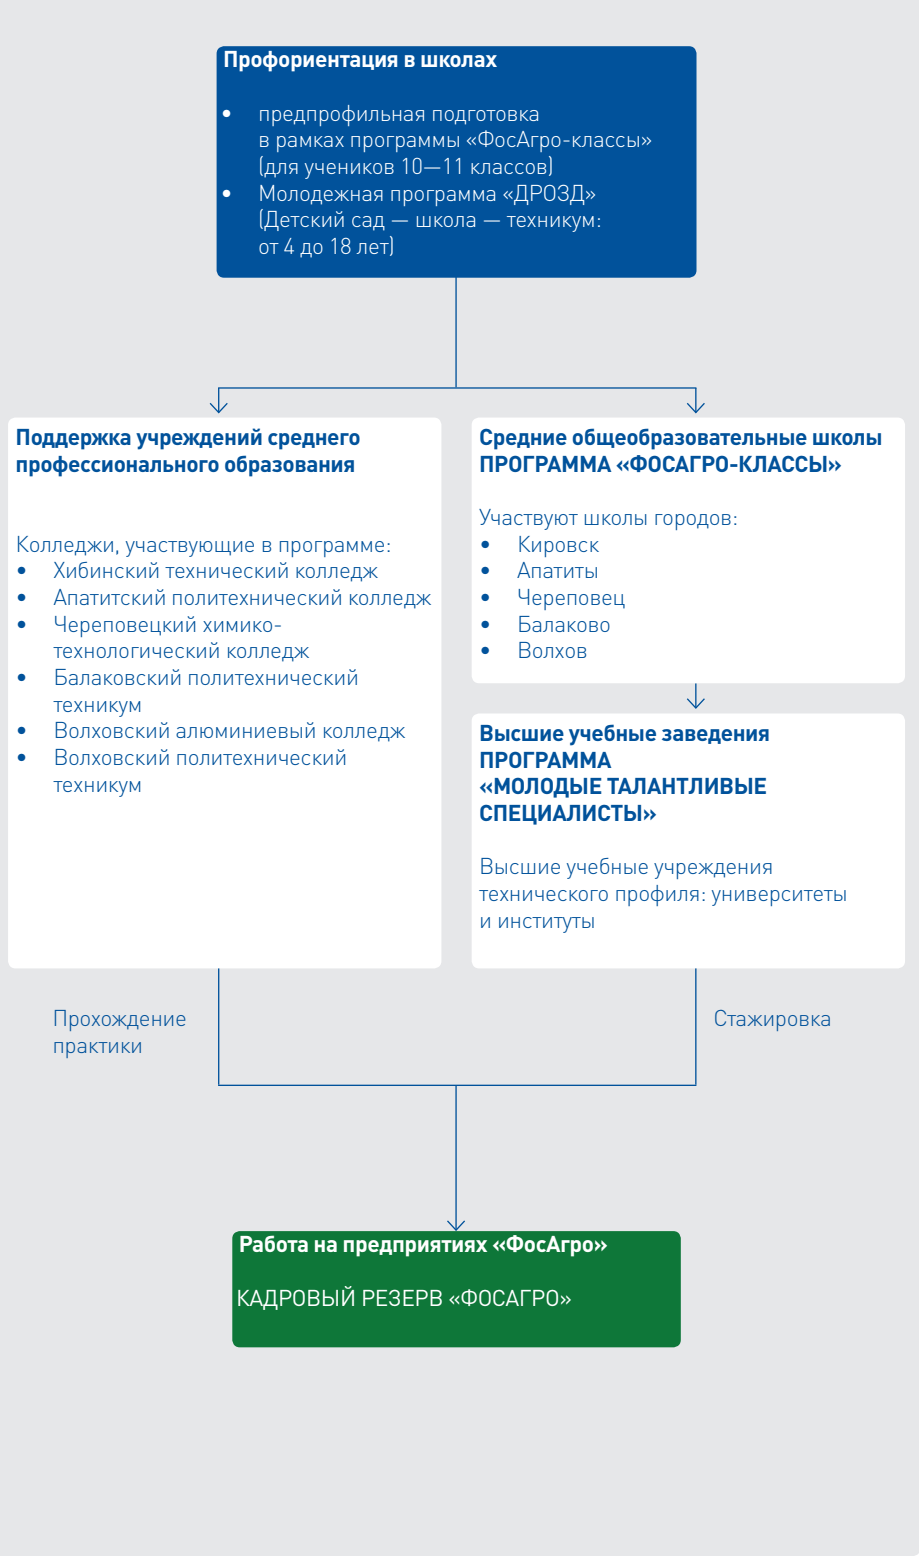 Профориентация в школах
• предпрофильная подготовка
в рамках программы «ФосАгро-классы»
(для учеников 10—11 классов)
• Молодежная программа «ДРОЗД»
(Детский сад — школа — техникум:
от 4 до 18 лет)
Поддержка учреждений среднего
профессионального образования
Колледжи, участвующие в программе:
• Хибинский технический колледж
• Апатитский политехнический колледж
• Череповецкий химико-
технологический колледж
• Балаковский политехнический
техникум
• Волховский алюминиевый колледж
• Волховский политехнический
техникум
Средние общеобразовательные школы
ПРОГРАММА «ФОСАГРО-КЛАССЫ»
Участвуют школы городов:
• Кировск
• Апатиты
• Череповец
• Балаково
• Волхов
Высшие учебные заведения
ПРОГРАММА
«МОЛОДЫЕ ТАЛАНТЛИВЫЕ
СПЕЦИАЛИСТЫ»
Высшие учебные учреждения
технического профиля: университеты
и институты
Прохождение
практики
Стажировка
Работа на предприятиях «ФосАгро»
КАДРОВЫЙ РЕЗЕРВ «ФОСАГРО»